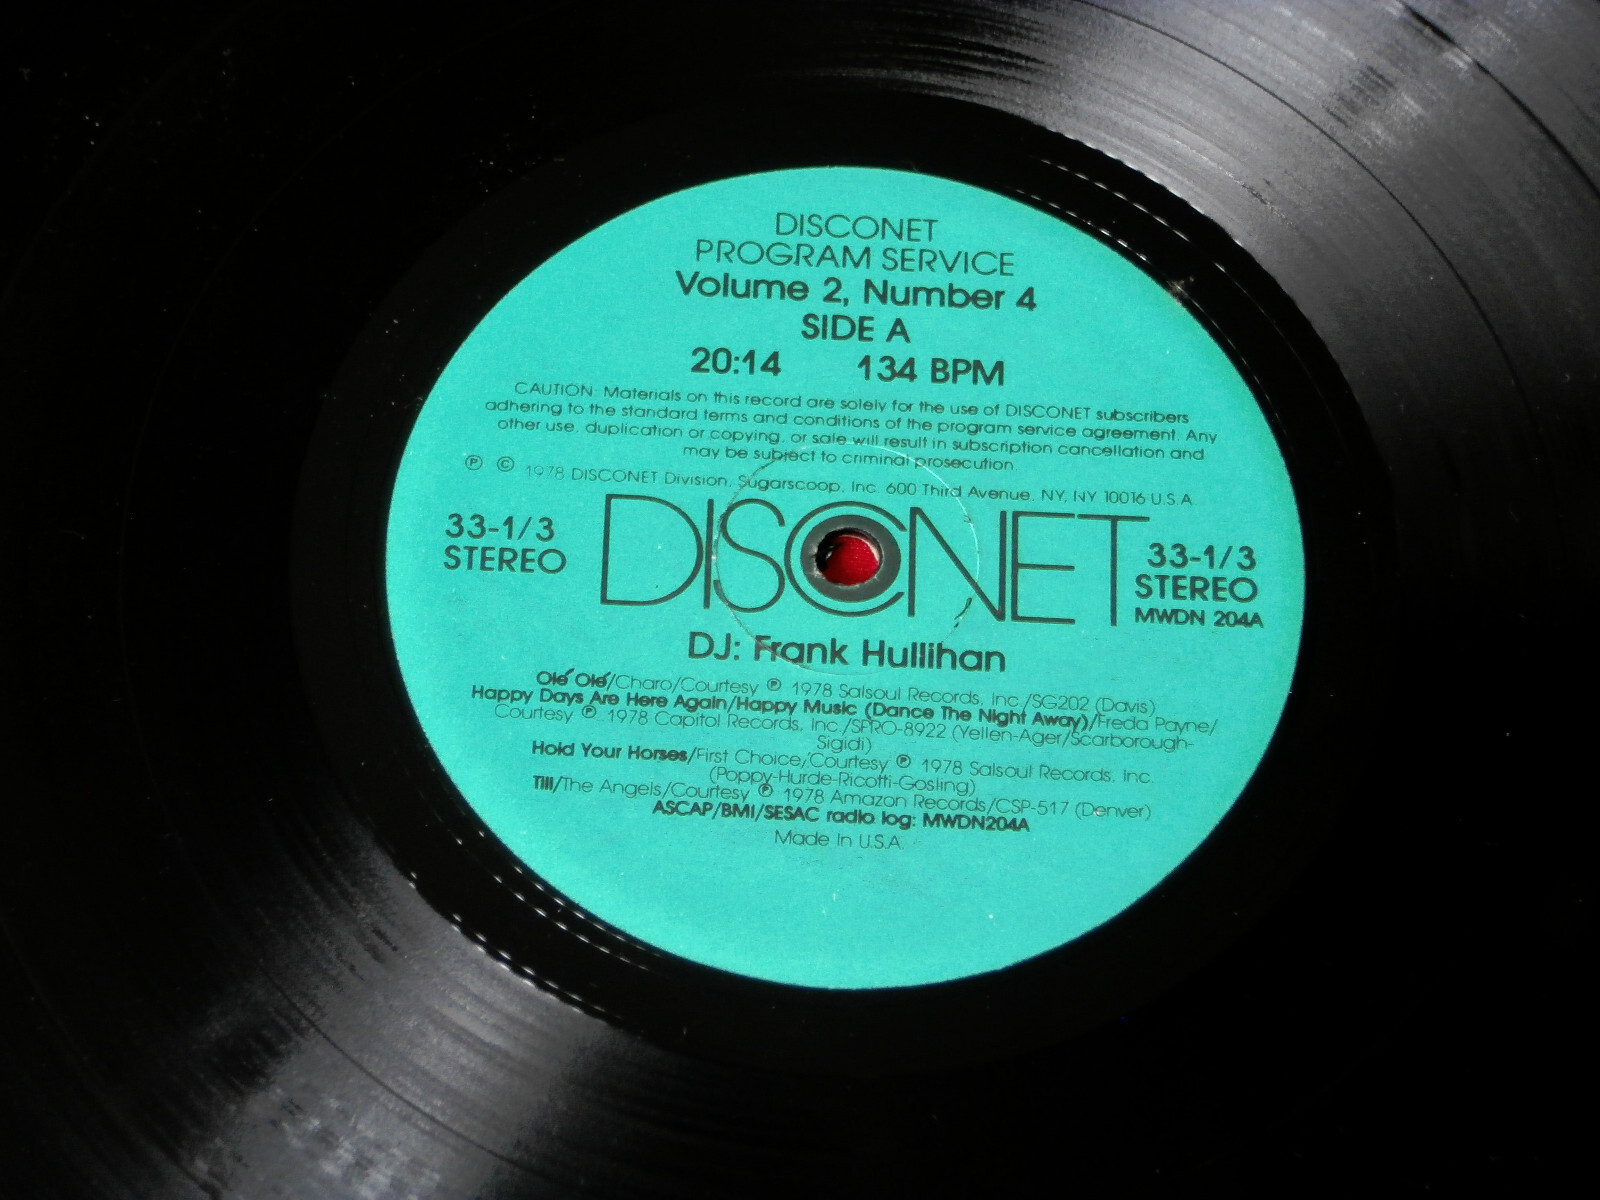 DISCONET
PROGRAM SERVICE
Volume 2, Number 4
SIDE A
20:14 134 BPM
CAUTION: Materials on this record are solely for the use of DISCONET subscribers
adhering to the standard terms and conditions of the program service agreement. Any
other use, duplication or copying, or sale will result in subscription cancellation and
may be subject to criminal prosecution
℗ © 1978 DISCONET Division, Sugarscoop, Inc. 600 Third Avenue, NY, NY 10016 U.S.A.
33-1/3
STEREO
DISCONET
33-1/3
STEREO
MWDN 204A
DJ: Frank Hullihan
Olé Olé/Charo/Courtesy ℗ 1978 Salsoul Records, Inc./SG202 (Davis)
Happy Days Are Here Again/Happy Music (Dance The Night Away)/Freda Payne/
Courtesy ℗ 1978 Capitol Records, Inc./SPRO-8922 (Yellen-Ager/Scarborough-
Sigidi)
Hold Your Horses/First Choice/Courtesy ℗ 1978 Salsoul Records, Inc.
(Poppy-Hurde-Ricotti-Gosling)
Till/The Angels/Courtesy ℗ 1978 Amazon Records/CSP-517 (Denver)
ASCAP/BMI/SESAC radio log: MWDN204A
Made In U.S.A.